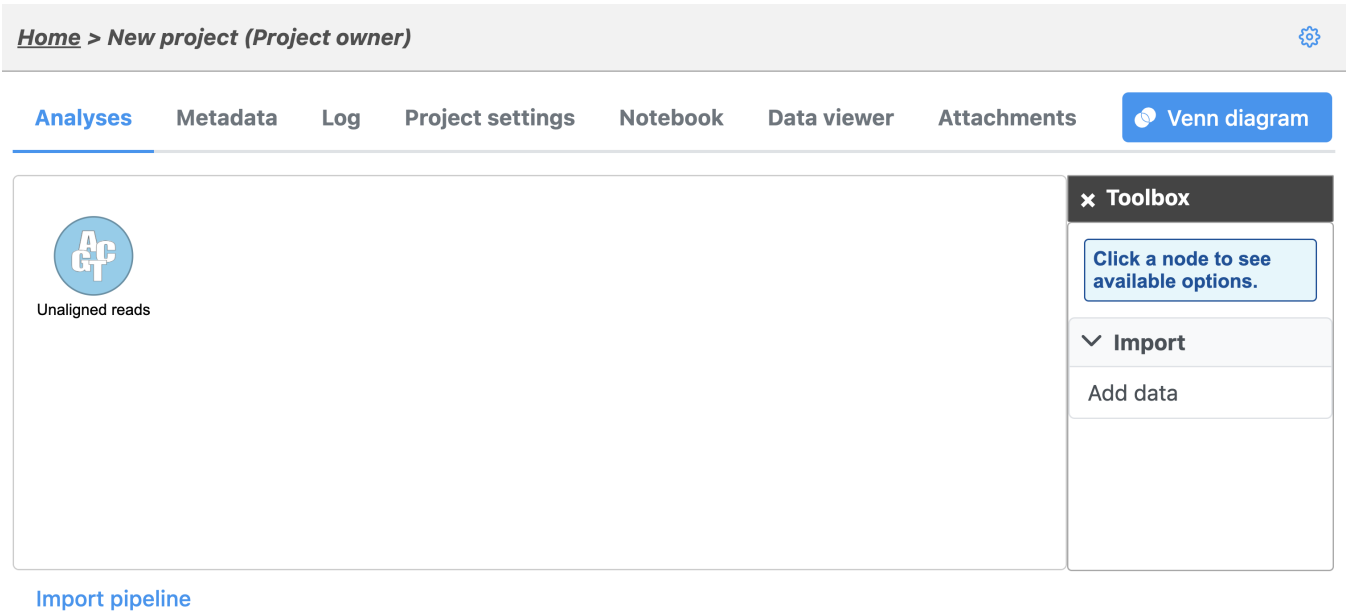 Home > New project (Project owner)
Analyses Metadata Log Project settings Notebook Data viewer Attachments Venn diagram
Toolbox
ACGT
Unaligned reads
Click a node to see
available options.
Import
Add data
Import pipeline